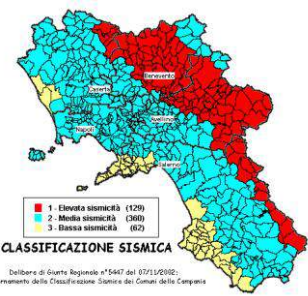 Benevento
Caserta
Avellino
Napoli
Salerno
1 - Elevata sismicità (129)
2 - Media sismicità (360)
3 - Bassa sismicità (62)
CLASSIFICAZIONE SISMICA
Delibera di Giunta Regionale n°5447 del 07/11/2002:
rnamento della Classificazione Sismica dei Comuni della Campania